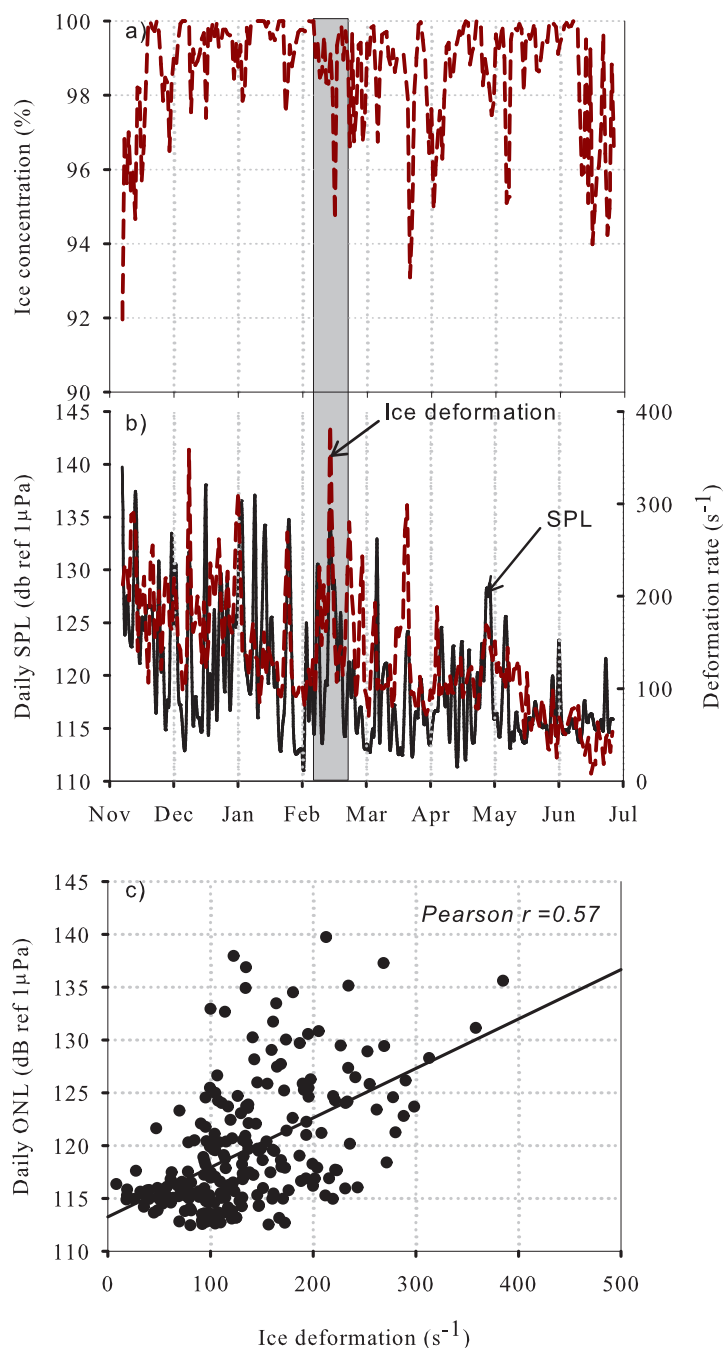 a)
100
98
96
94
92
90
Ice concentration (%)
b)
145
140
135
130
125
120
115
110
Daily SPL (db ref 1µPa)
Ice deformation
SPL
400
300
200
100
0
Deformation rate (s-1)
Nov Dec Jan Feb Mar Apr May Jun Jul
c)
Pearson r =0.57
145
140
135
130
125
120
115
110
Daily ONL (dB ref 1µPa)
0 100 200 300 400 500
Ice deformation (s-1)